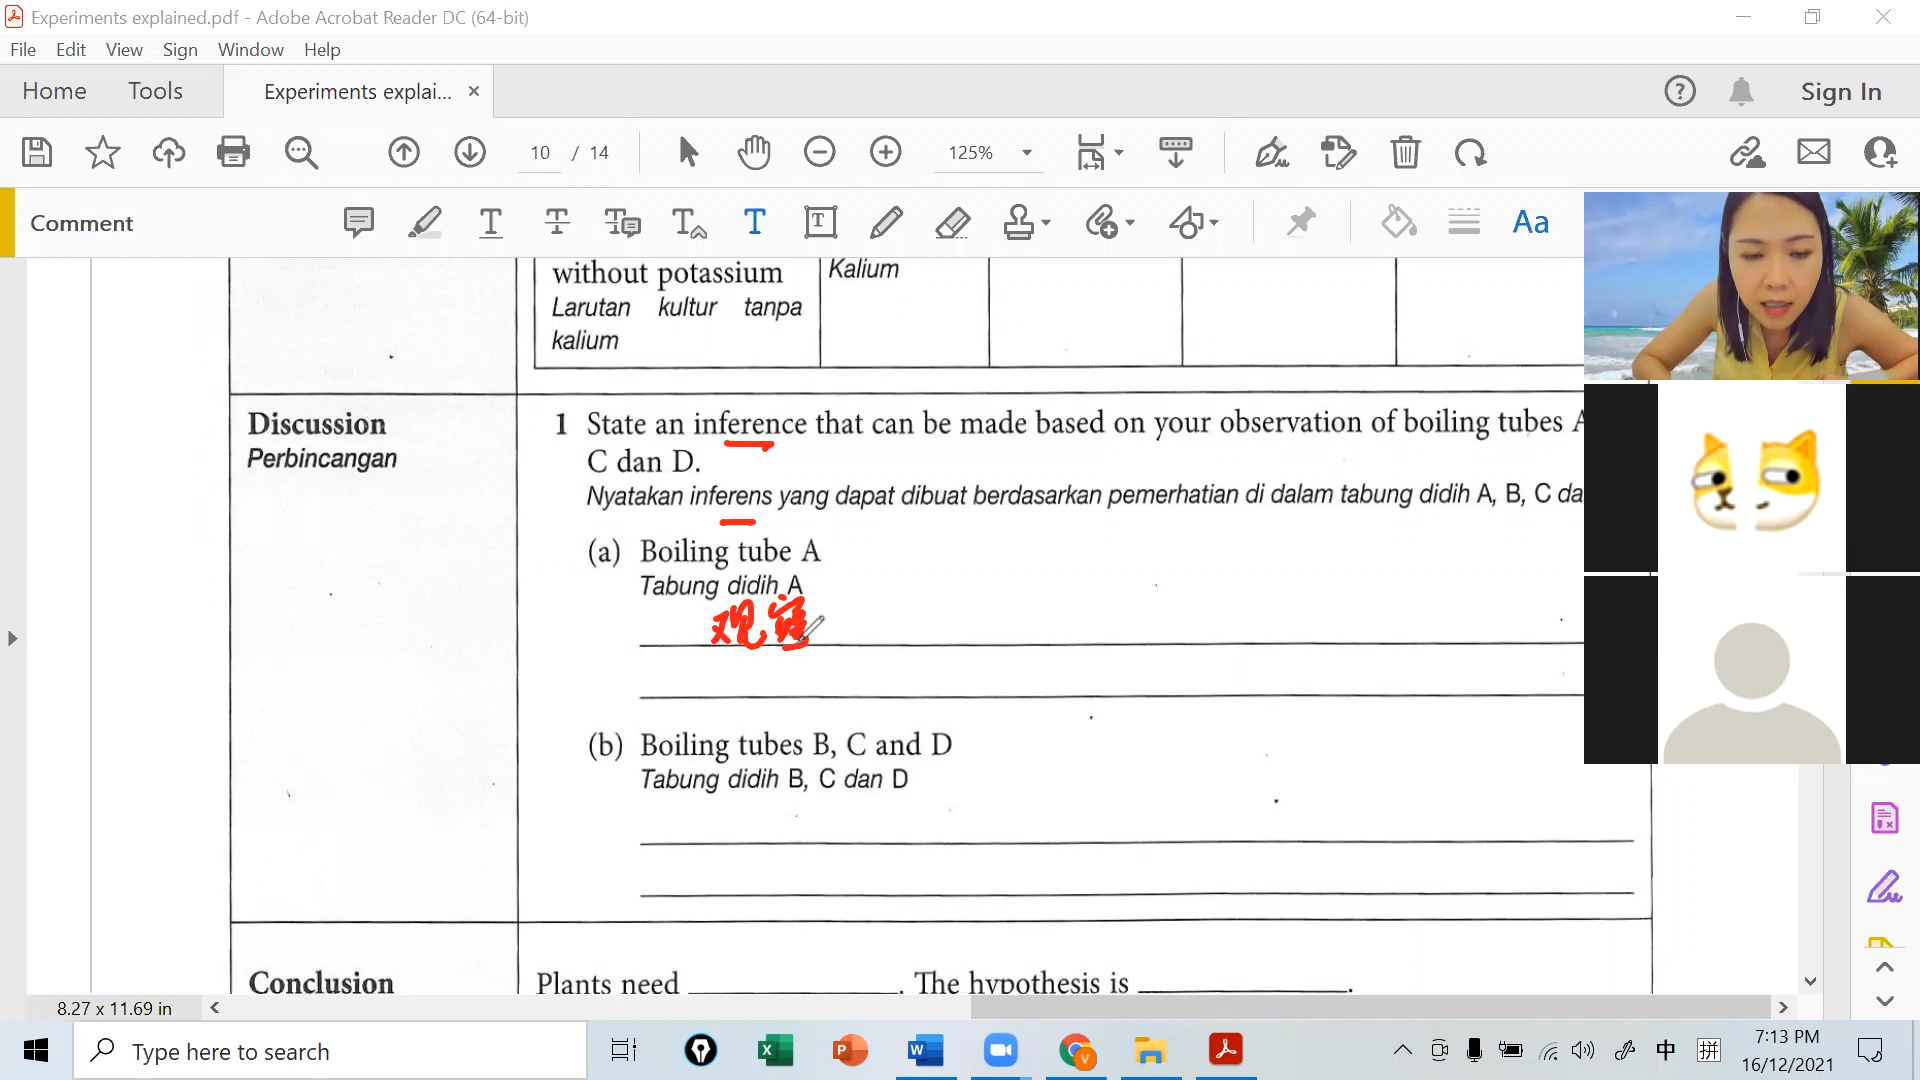 Experiments explained.pdf - Adobe Acrobat Reader DC (64-bit)
File Edit View Sign Window Help
Home Tools Experiments explai... × ? Sign In
10 / 14 125%
Comment Aa
without potassium
Larutan kultur tanpa
kalium
Kalium
Discussion
Perbincangan
1 State an inference that can be made based on your observation of boiling tubes A
C dan D.
Nyatakan inferens yang dapat dibuat berdasarkan pemerhatian di dalam tabung didih A, B, C da
(a) Boiling tube A
Tabung didih A
观察
(b) Boiling tubes B, C and D
Tabung didih B, C dan D
Conclusion
Plants need ____________. The hypothesis is ____________.
8.27 x 11.69 in
Type here to search
中 拼
7:13 PM
16/12/2021